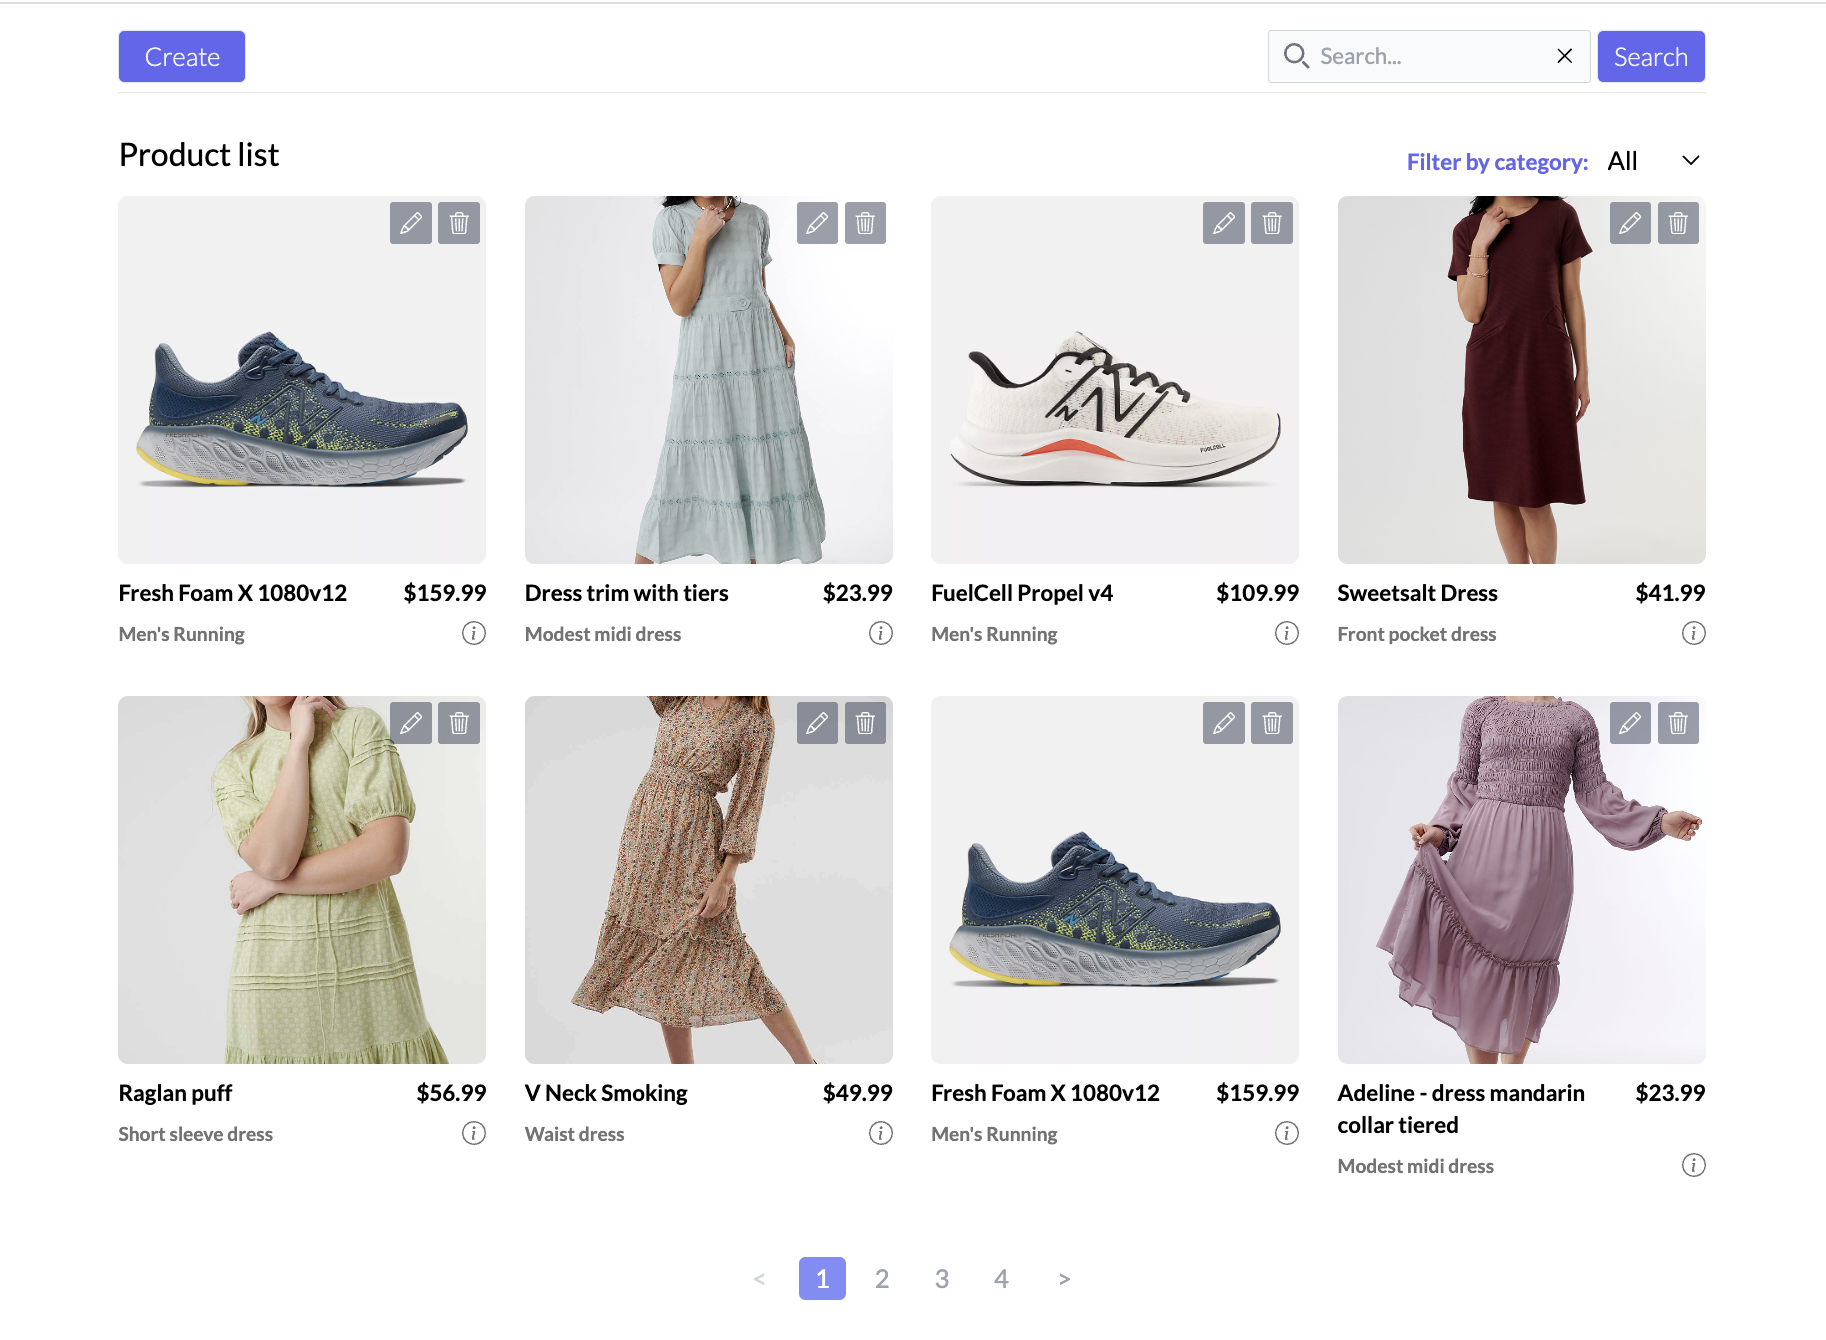 Create
Search...
Search
Product list
Filter by category: All
Fresh Foam X 1080v12 $159.99
Men's Running
Dress trim with tiers $23.99
Modest midi dress
FuelCell Propel v4 $109.99
Men's Running
Sweetsalt Dress $41.99
Front pocket dress
FUELCELL
Raglan puff $56.99
Short sleeve dress
V Neck Smoking $49.99
Waist dress
Fresh Foam X 1080v12 $159.99
Men's Running
Adeline - dress mandarin $23.99
collar tiered
Modest midi dress
< 1 2 3 4 >